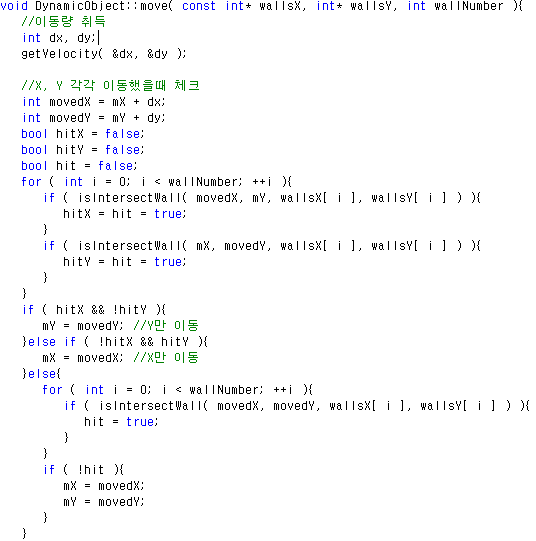 void DynamicObject::move( const int* wallsX, int* wallsY, int wallNumber ){
//이동량 취득
int dx, dy;
getVelocity( &dx, &dy );
//X, Y 각각 이동했을때 체크
int movedX = mX + dx;
int movedY = mY + dy;
bool hitX = false;
bool hitY = false;
bool hit = false;
for ( int i = 0; i < wallNumber; ++i ){
if ( isIntersectWall( movedX, mY, wallsX[ i ], wallsY[ i ] ) ){
hitX = hit = true;
}
if ( isIntersectWall( mX, movedY, wallsX[ i ], wallsY[ i ] ) ){
hitY = hit = true;
}
}
if ( hitX && !hitY ){
mY = movedY; //Y만 이동
}else if ( !hitX && hitY ){
mX = movedX; //X만 이동
}else{
for ( int i = 0; i < wallNumber; ++i ){
if ( isIntersectWall( movedX, movedY, wallsX[ i ], wallsY[ i ] ) ){
hit = true;
}
}
if ( !hit ){
mX = movedX;
mY = movedY;
}
}